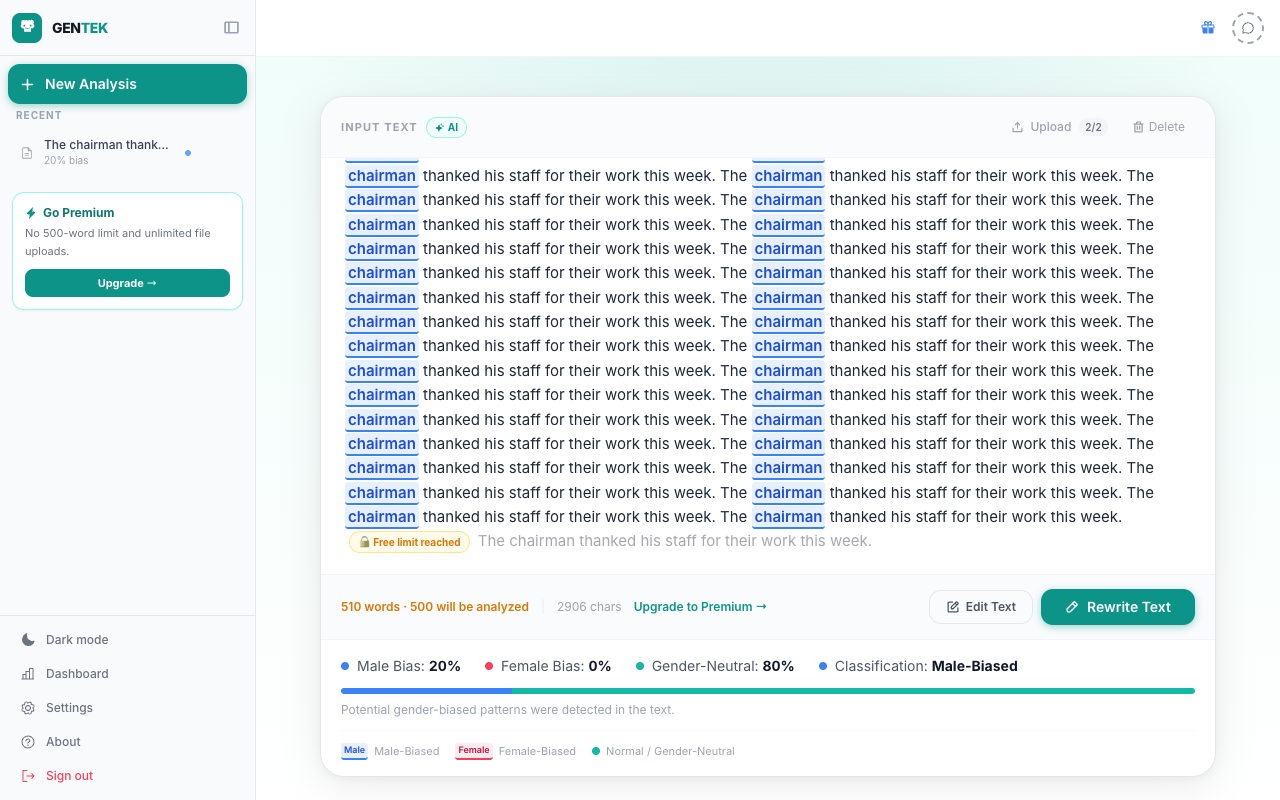 GENTEK
New Analysis
RECENT
The chairman thank...
20% bias
Go Premium
No 500-word limit and unlimited file
uploads.
Upgrade →
Dark mode
Dashboard
Settings
About
Sign out
INPUT TEXT AI Upload 2/2 Delete
chairman thanked his staff for their work this week. The chairman thanked his staff for their work this week. The
chairman thanked his staff for their work this week. The chairman thanked his staff for their work this week. The
chairman thanked his staff for their work this week. The chairman thanked his staff for their work this week. The
chairman thanked his staff for their work this week. The chairman thanked his staff for their work this week. The
chairman thanked his staff for their work this week. The chairman thanked his staff for their work this week. The
chairman thanked his staff for their work this week. The chairman thanked his staff for their work this week. The
chairman thanked his staff for their work this week. The chairman thanked his staff for their work this week. The
chairman thanked his staff for their work this week. The chairman thanked his staff for their work this week. The
chairman thanked his staff for their work this week. The chairman thanked his staff for their work this week. The
chairman thanked his staff for their work this week. The chairman thanked his staff for their work this week. The
chairman thanked his staff for their work this week. The chairman thanked his staff for their work this week. The
chairman thanked his staff for their work this week. The chairman thanked his staff for their work this week. The
chairman thanked his staff for their work this week. The chairman thanked his staff for their work this week. The
chairman thanked his staff for their work this week. The chairman thanked his staff for their work this week. The
chairman thanked his staff for their work this week. The chairman thanked his staff for their work this week.
Free limit reached The chairman thanked his staff for their work this week.
510 words · 500 will be analyzed 2906 chars Upgrade to Premium → Edit Text Rewrite Text
Male Bias: 20% Female Bias: 0% Gender-Neutral: 80% Classification: Male-Biased
Potential gender-biased patterns were detected in the text.
Male Male-Biased Female Female-Biased Normal / Gender-Neutral